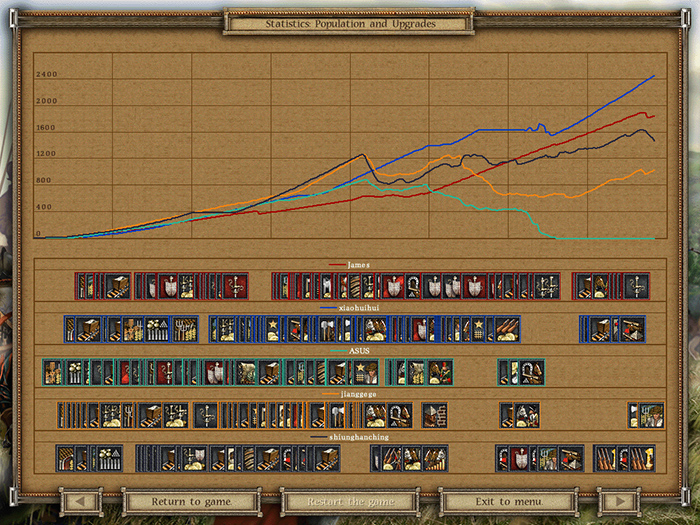 Statistics: Population and Upgrades
2400
2000
1600
1200
800
400
0
james
xiaohuihui
ASUS
jianggege
shiunghanching
Return to game.
Restart the game
Exit to menu.